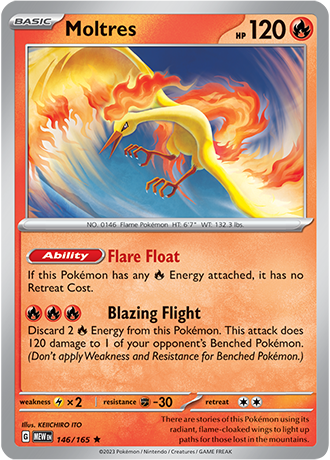 BASIC
Moltres HP 120
NO. 0146 Flame Pokémon HT: 6'7" WT: 132.3 lbs.
Ability Flare Float
If this Pokémon has any Energy attached, it has no
Retreat Cost.
Blazing Flight
Discard 2 Energy from this Pokémon. This attack does
120 damage to 1 of your opponent's Benched Pokémon.
(Don't apply Weakness and Resistance for Benched Pokémon.)
weakness ×2 resistance -30 retreat
Illus. KEIICHIRO ITO
G MEW EN 146/165 ★
There are stories of this Pokémon using its
radiant, flame-cloaked wings to light up
paths for those lost in the mountains.
©2023 Pokémon / Nintendo / Creatures / GAME FREAK